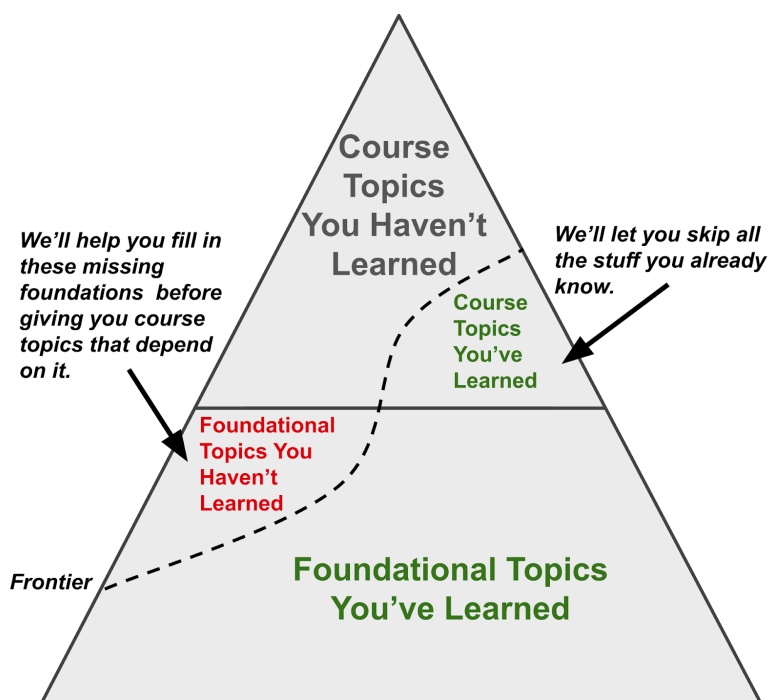 Course
Topics
You Haven't
Learned
We'll help you fill in
these missing
foundations  before
giving you course
topics that depend
on it.
We'll let you skip all
the stuff you already
know.
Course
Topics
You've
Learned
Foundational
Topics You
Haven't
Learned
Frontier
Foundational Topics
You've Learned